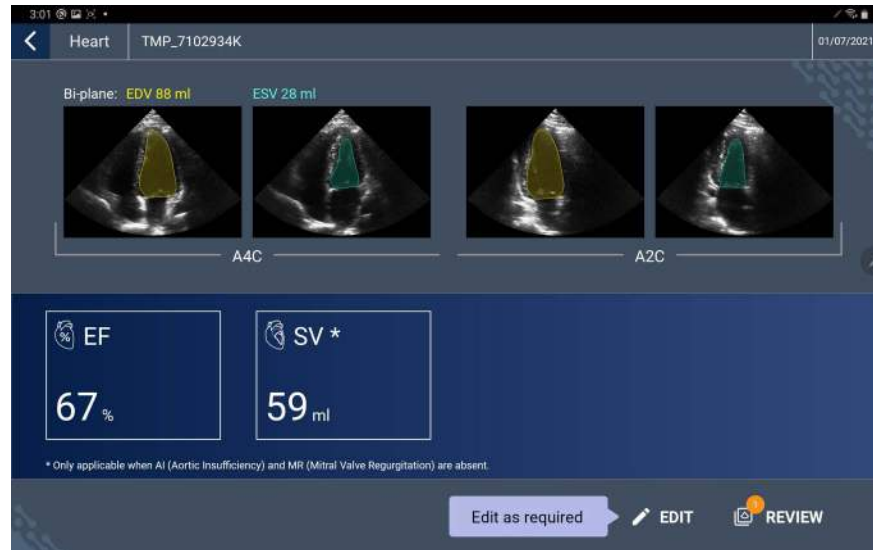 3:01
Heart TMP_7102934K 01/07/2021
Bi-plane: EDV 88 ml ESV 28 ml
A4C A2C
EF SV *
67 % 59 ml
* Only applicable when AI (Aortic Insufficiency) and MR (Mitral Valve Regurgitation) are absent.
Edit as required EDIT REVIEW